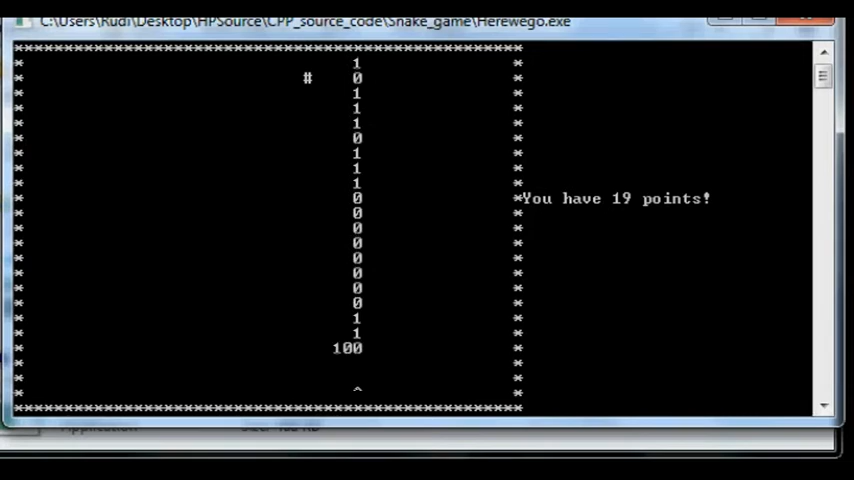 C:\Users\Rudi\Desktop\HPSource\CPP_source_code\Snake_game\Herewego.exe
***************************************************
* 1 *
* # 0 *
* 1 *
* 1 *
* 1 *
* 0 *
* 1 *
* 1 *
* 1 *
* 0 *You have 19 points!
* 0 *
* 0 *
* 0 *
* 0 *
* 0 *
* 0 *
* 0 *
* 1 *
* 1 *
* 100 *
* *
* *
* ^ *
***************************************************
Application